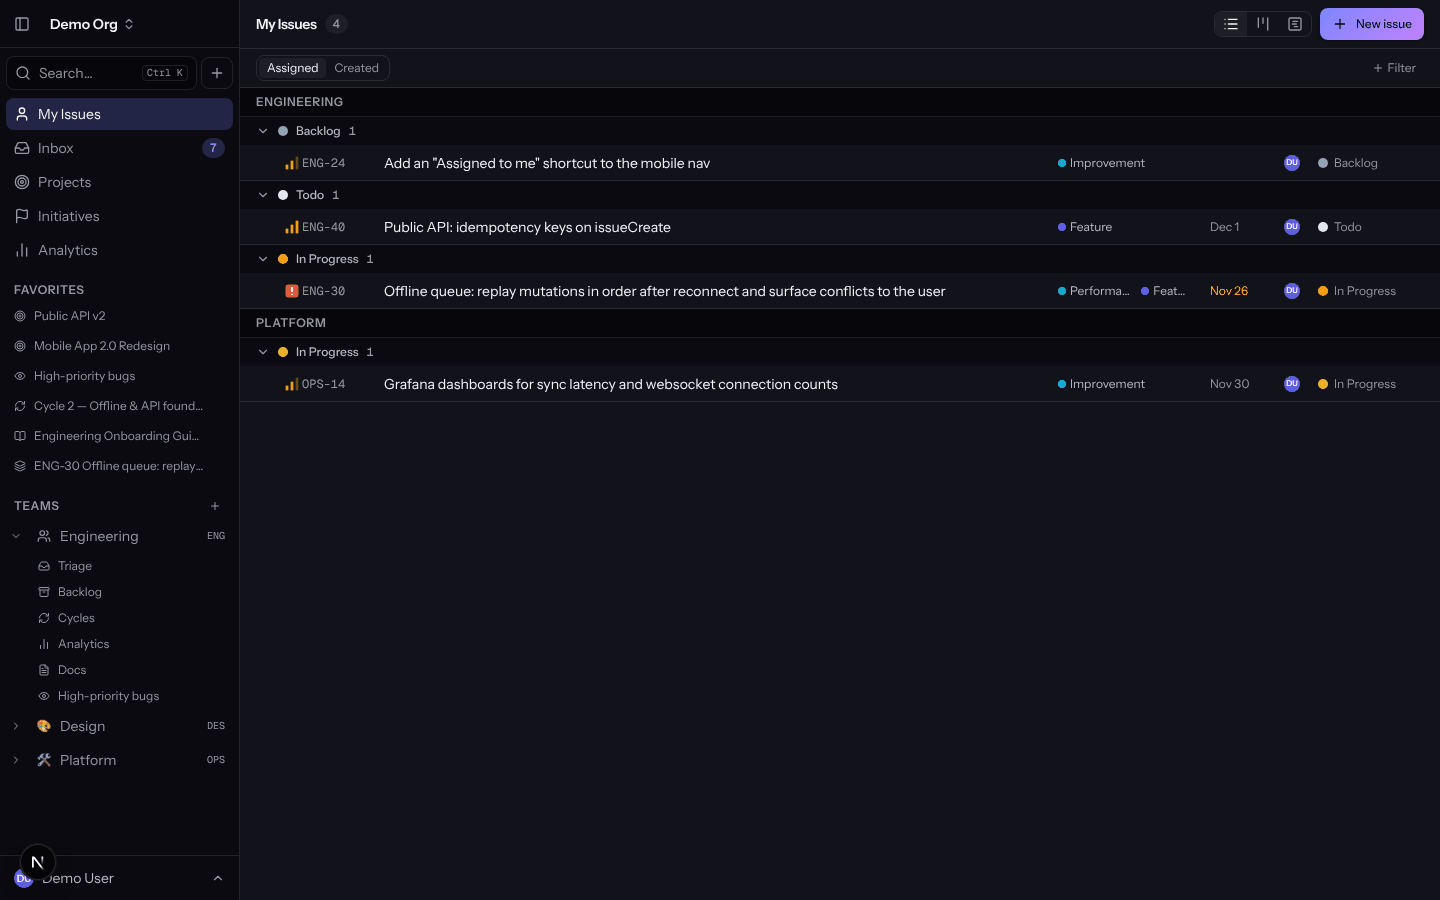 Demo Org
Search...
Ctrl K
My Issues
Inbox
7
Projects
Initiatives
Analytics
FAVORITES
Public API v2
Mobile App 2.0 Redesign
High-priority bugs
Cycle 2 — Offline & API found...
Engineering Onboarding Gui...
ENG-30 Offline queue: replay...
TEAMS
Engineering ENG
Triage
Backlog
Cycles
Analytics
Docs
High-priority bugs
Design DES
Platform OPS
N
DU Demo User
My Issues 4
New issue
Assigned Created
Filter
ENGINEERING
Backlog 1
ENG-24 Add an "Assigned to me" shortcut to the mobile nav Improvement DU Backlog
Todo 1
ENG-40 Public API: idempotency keys on issueCreate Feature Dec 1 DU Todo
In Progress 1
ENG-30 Offline queue: replay mutations in order after reconnect and surface conflicts to the user Performa... Feat... Nov 26 DU In Progress
PLATFORM
In Progress 1
OPS-14 Grafana dashboards for sync latency and websocket connection counts Improvement Nov 30 DU In Progress